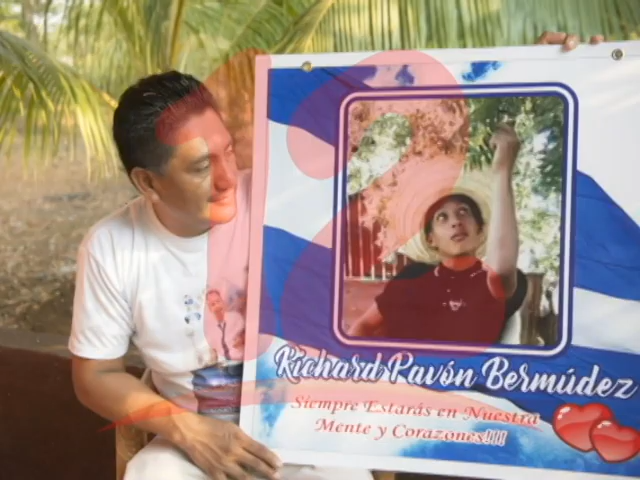 Richard Pavón Bermúdez
Siempre Estarás en Nuestra
Mente y Corazones!!!